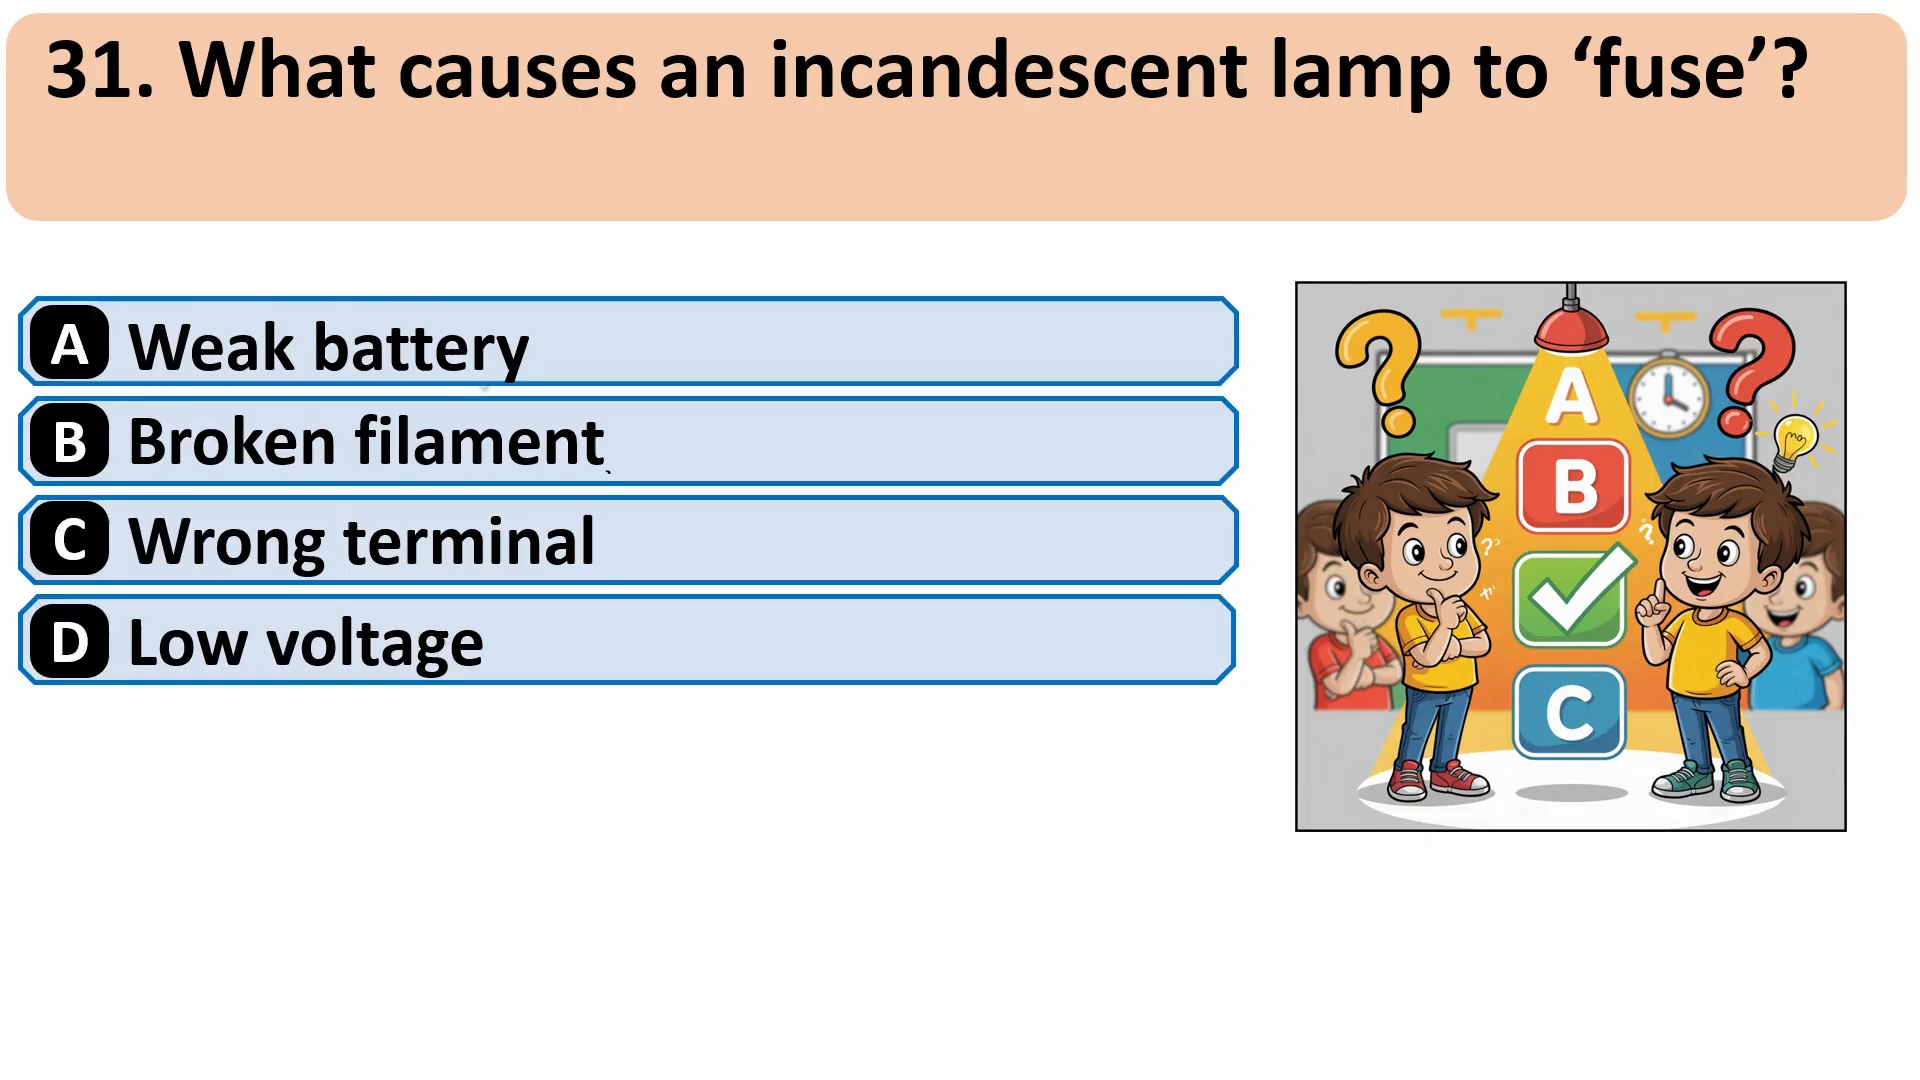 31. What causes an incandescent lamp to ‘fuse’?
A Weak battery
B Broken filament
C Wrong terminal
D Low voltage
? ?
A
B
? ?
C